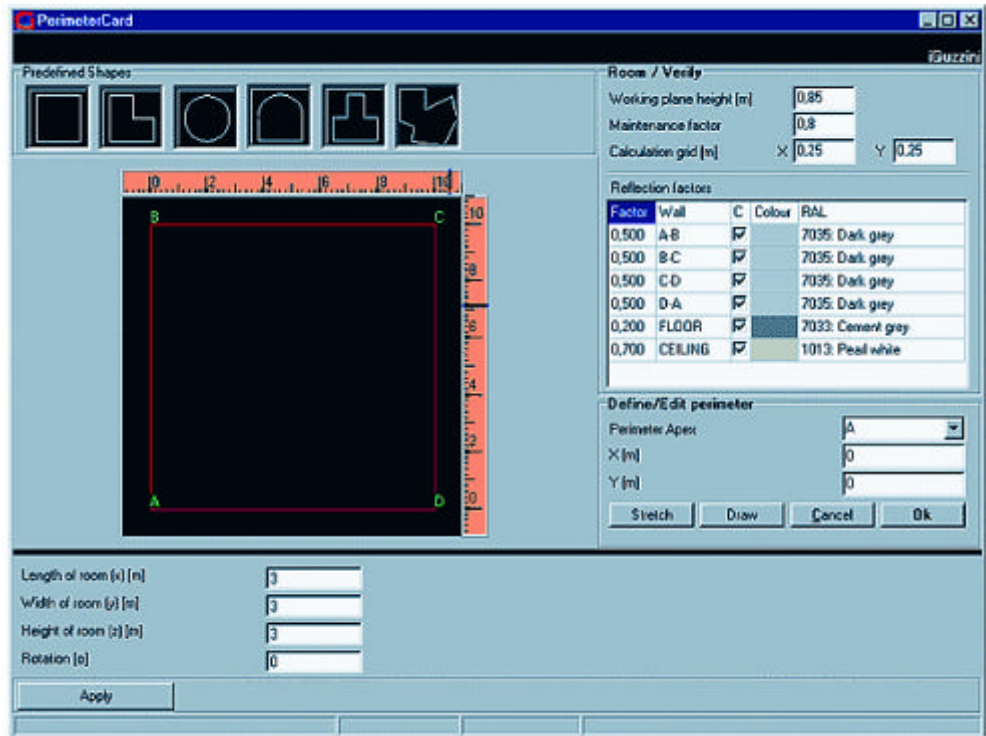 PerimeterCard
iGuzzini
Predefined Shapes
|0 |2 |4 |6 |8 |10
B C
A D
10
8
6
4
2
0
Room / Verify
Working plane height [m] 0,85
Maintenance factor 0,8
Calculation grid [m] X 0,25 Y 0,25
Reflection factors
Factor Wall C Colour RAL
0,500 A-B 7035: Dark grey
0,500 B-C 7035: Dark grey
0,500 C-D 7035: Dark grey
0,500 D-A 7035: Dark grey
0,200 FLOOR 7033: Cement grey
0,700 CEILING 1013: Pearl white
Define/Edit perimeter
Perimeter Apex A
X [m] 0
Y [m] 0
Stretch Draw Cancel Ok
Length of room (x) [m] 3
Width of room (y) [m] 3
Height of room (z) [m] 3
Rotation [o] 0
Apply